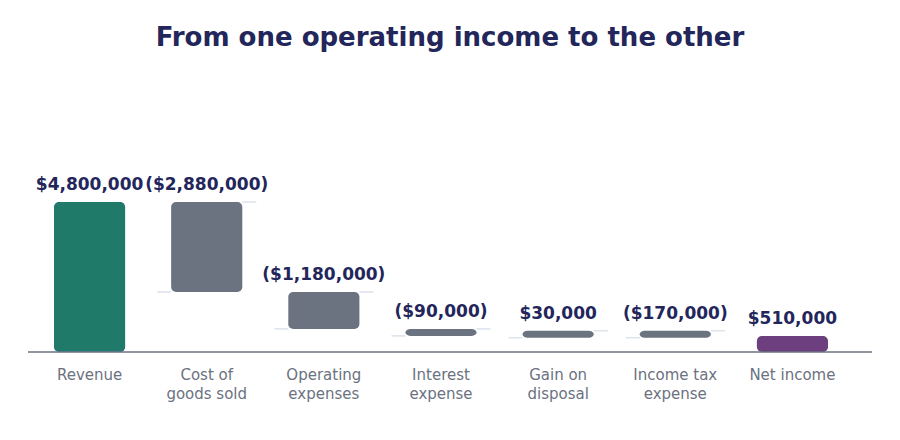 From one operating income to the other
$4,800,000
($2,880,000)
($1,180,000)
($90,000)
$30,000
($170,000)
$510,000
Revenue
Cost of
goods sold
Operating
expenses
Interest
expense
Gain on
disposal
Income tax
expense
Net income